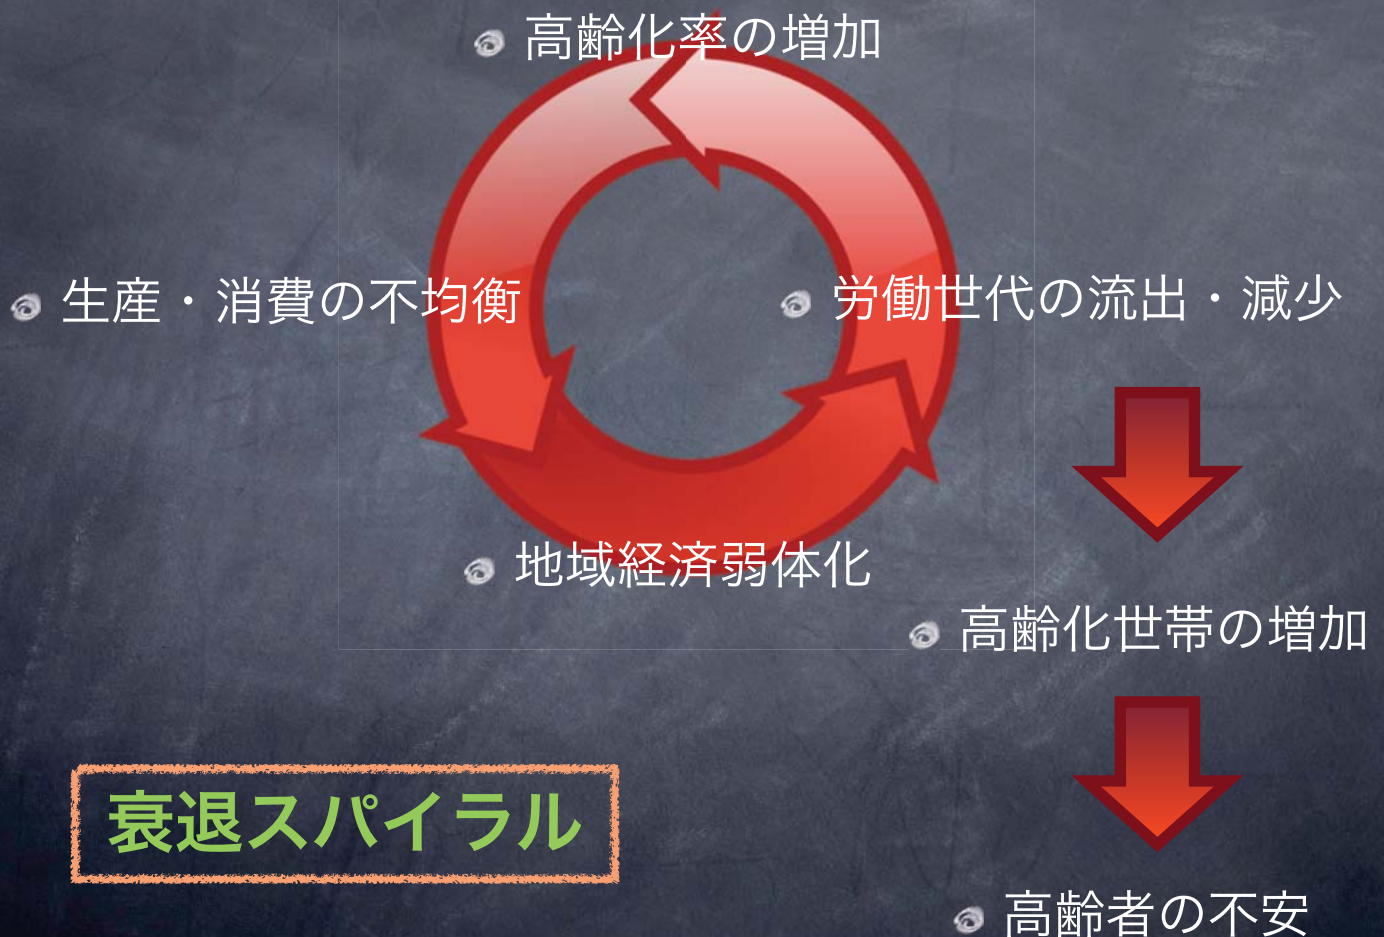 高齢化率の増加
生産・消費の不均衡
労働世代の流出・減少
地域経済弱体化
高齢化世帯の増加
衰退スパイラル
高齢者の不安